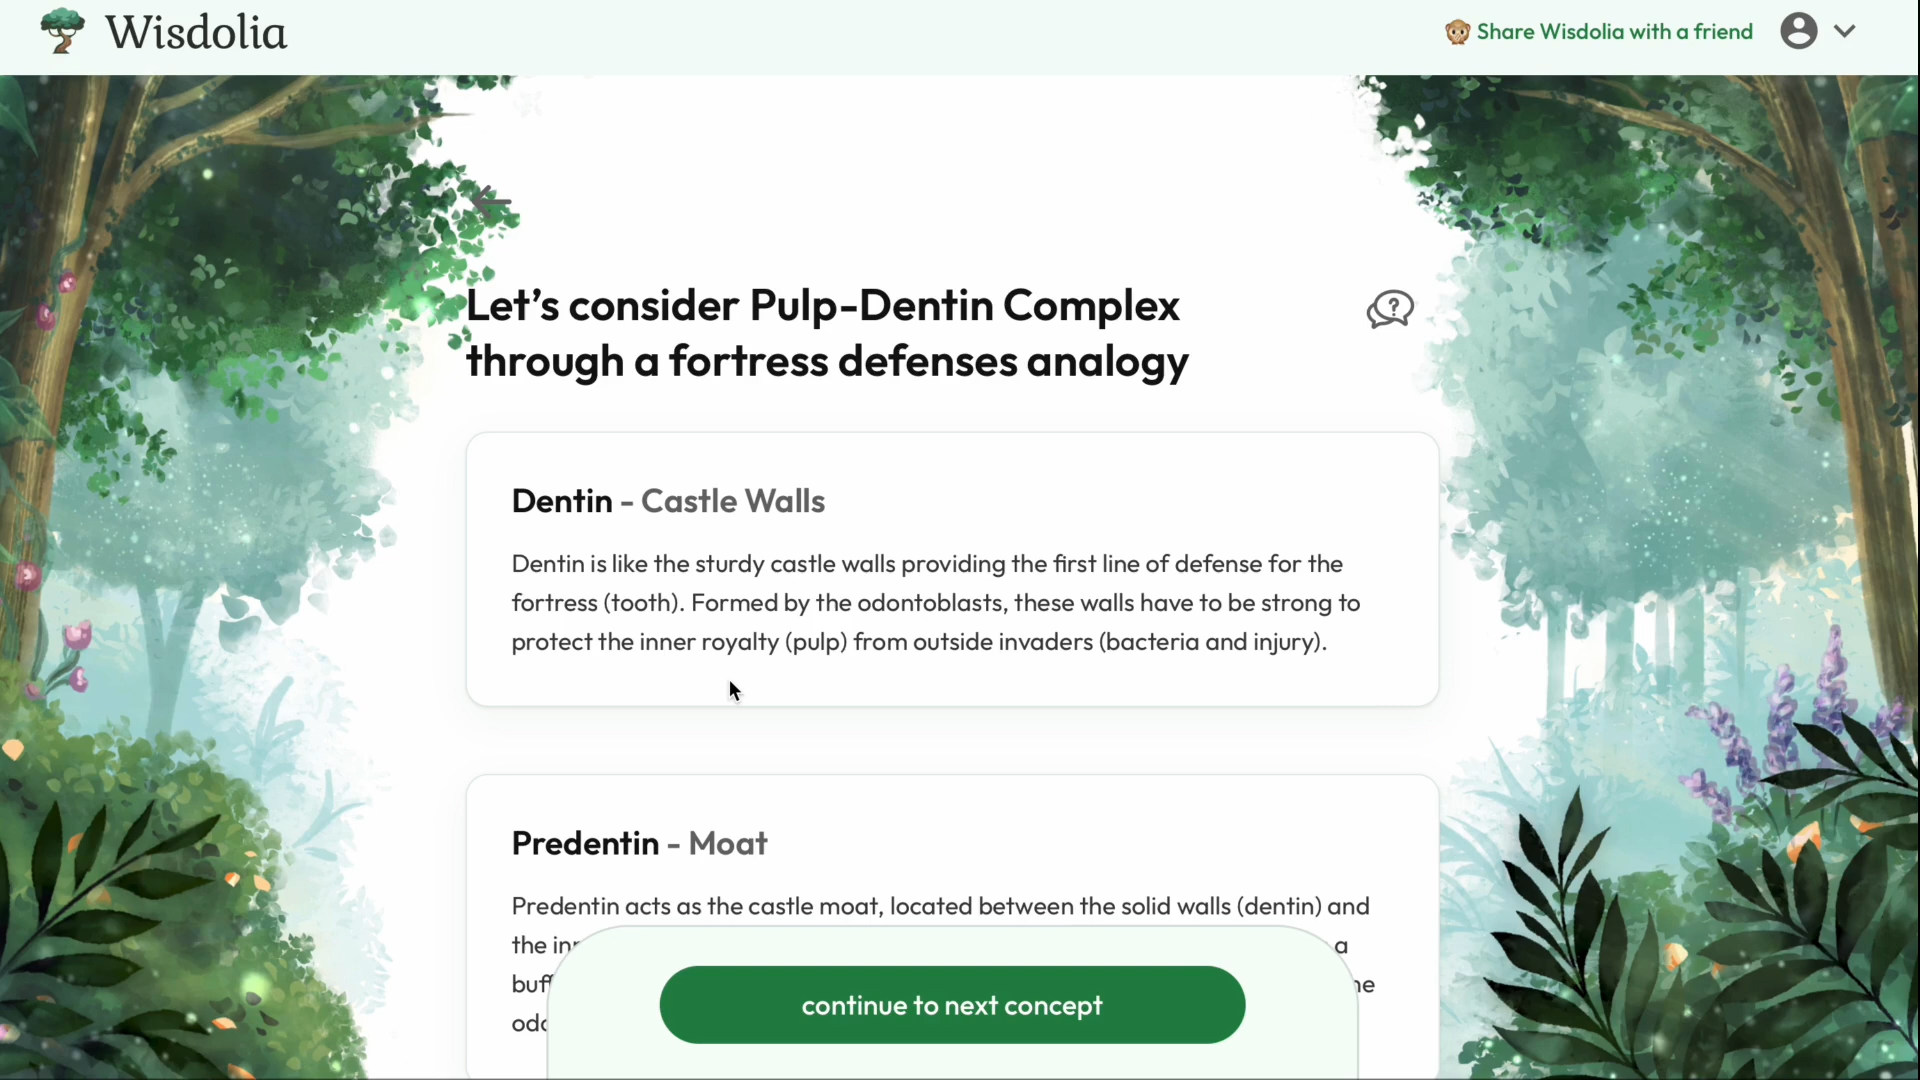 Wisdolia
Share Wisdolia with a friend
Let's consider Pulp-Dentin Complex
through a fortress defenses analogy
?
Dentin - Castle Walls
Dentin is like the sturdy castle walls providing the first line of defense for the
fortress (tooth). Formed by the odontoblasts, these walls have to be strong to
protect the inner royalty (pulp) from outside invaders (bacteria and injury).
Predentin - Moat
Predentin acts as the castle moat, located between the solid walls (dentin) and
the a
continue to next concept